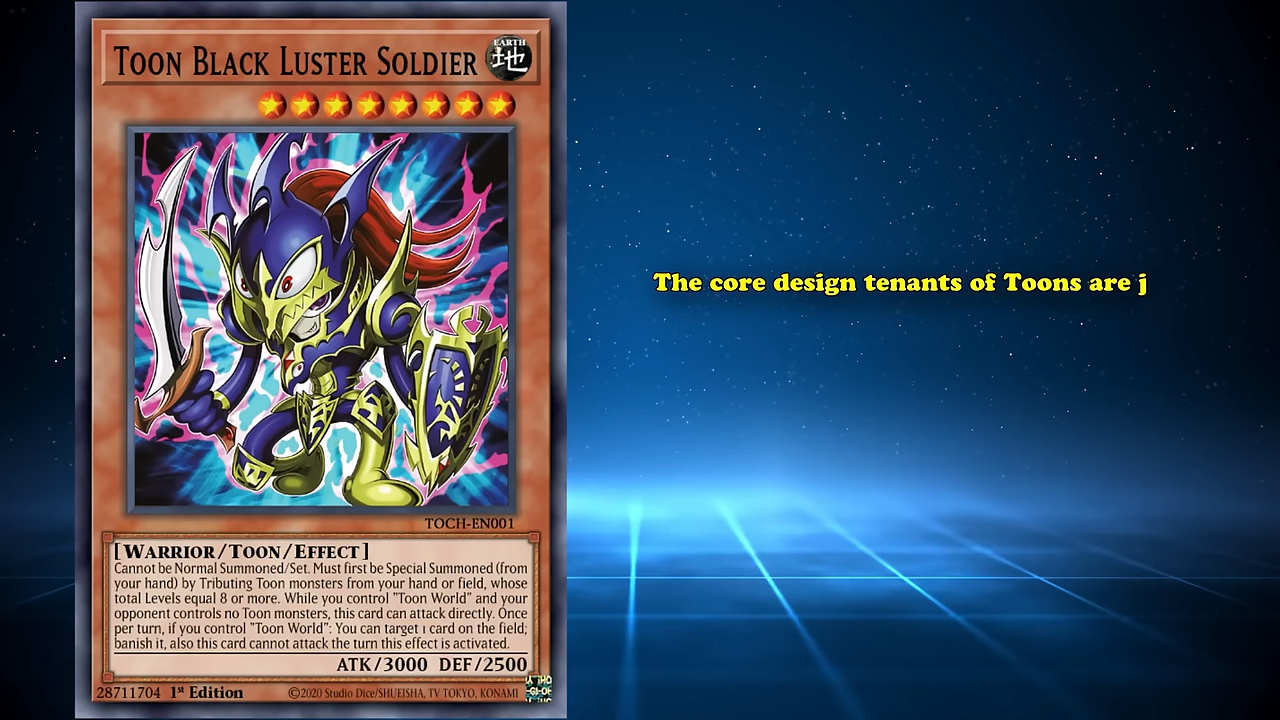 Toon Black Luster Soldier
EARTH
地
TOCH-EN001
[Warrior/Toon/Effect]
Cannot be Normal Summoned/Set. Must first be Special Summoned (from
your hand) by Tributing Toon monsters from your hand or field, whose
total Levels equal 8 or more. While you control "Toon World" and your
opponent controls no Toon monsters, this card can attack directly. Once
per turn, if you control "Toon World": You can target 1 card on the field;
banish it, also this card cannot attack the turn this effect is activated.
ATK/3000 DEF/2500
28711704 1st Edition ©2020 Studio Dice/SHUEISHA, TV TOKYO, KONAMI
The core design tenants of Toons are j